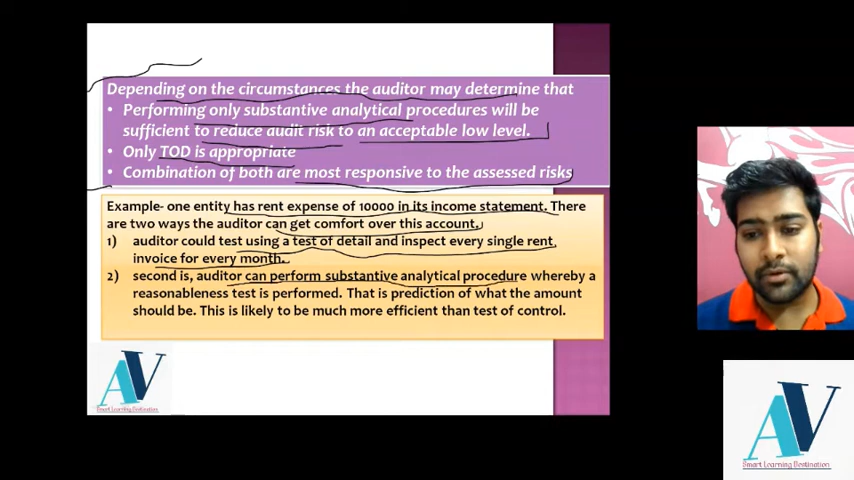 Depending on the circumstances the auditor may determine that
• Performing only substantive analytical procedures will be
sufficient to reduce audit risk to an acceptable low level.
• Only TOD is appropriate
• Combination of both are most responsive to the assessed risks
Example- one entity has rent expense of 10000 in its income statement. There
are two ways the auditor can get comfort over this account.
1) auditor could test using a test of detail and inspect every single rent
invoice for every month.
2) second is, auditor can perform substantive analytical procedure whereby a
reasonableness test is performed. That is prediction of what the amount
should be. This is likely to be much more efficient than test of control.
AV
Smart Learning Destination
AV
Smart Learning Destination